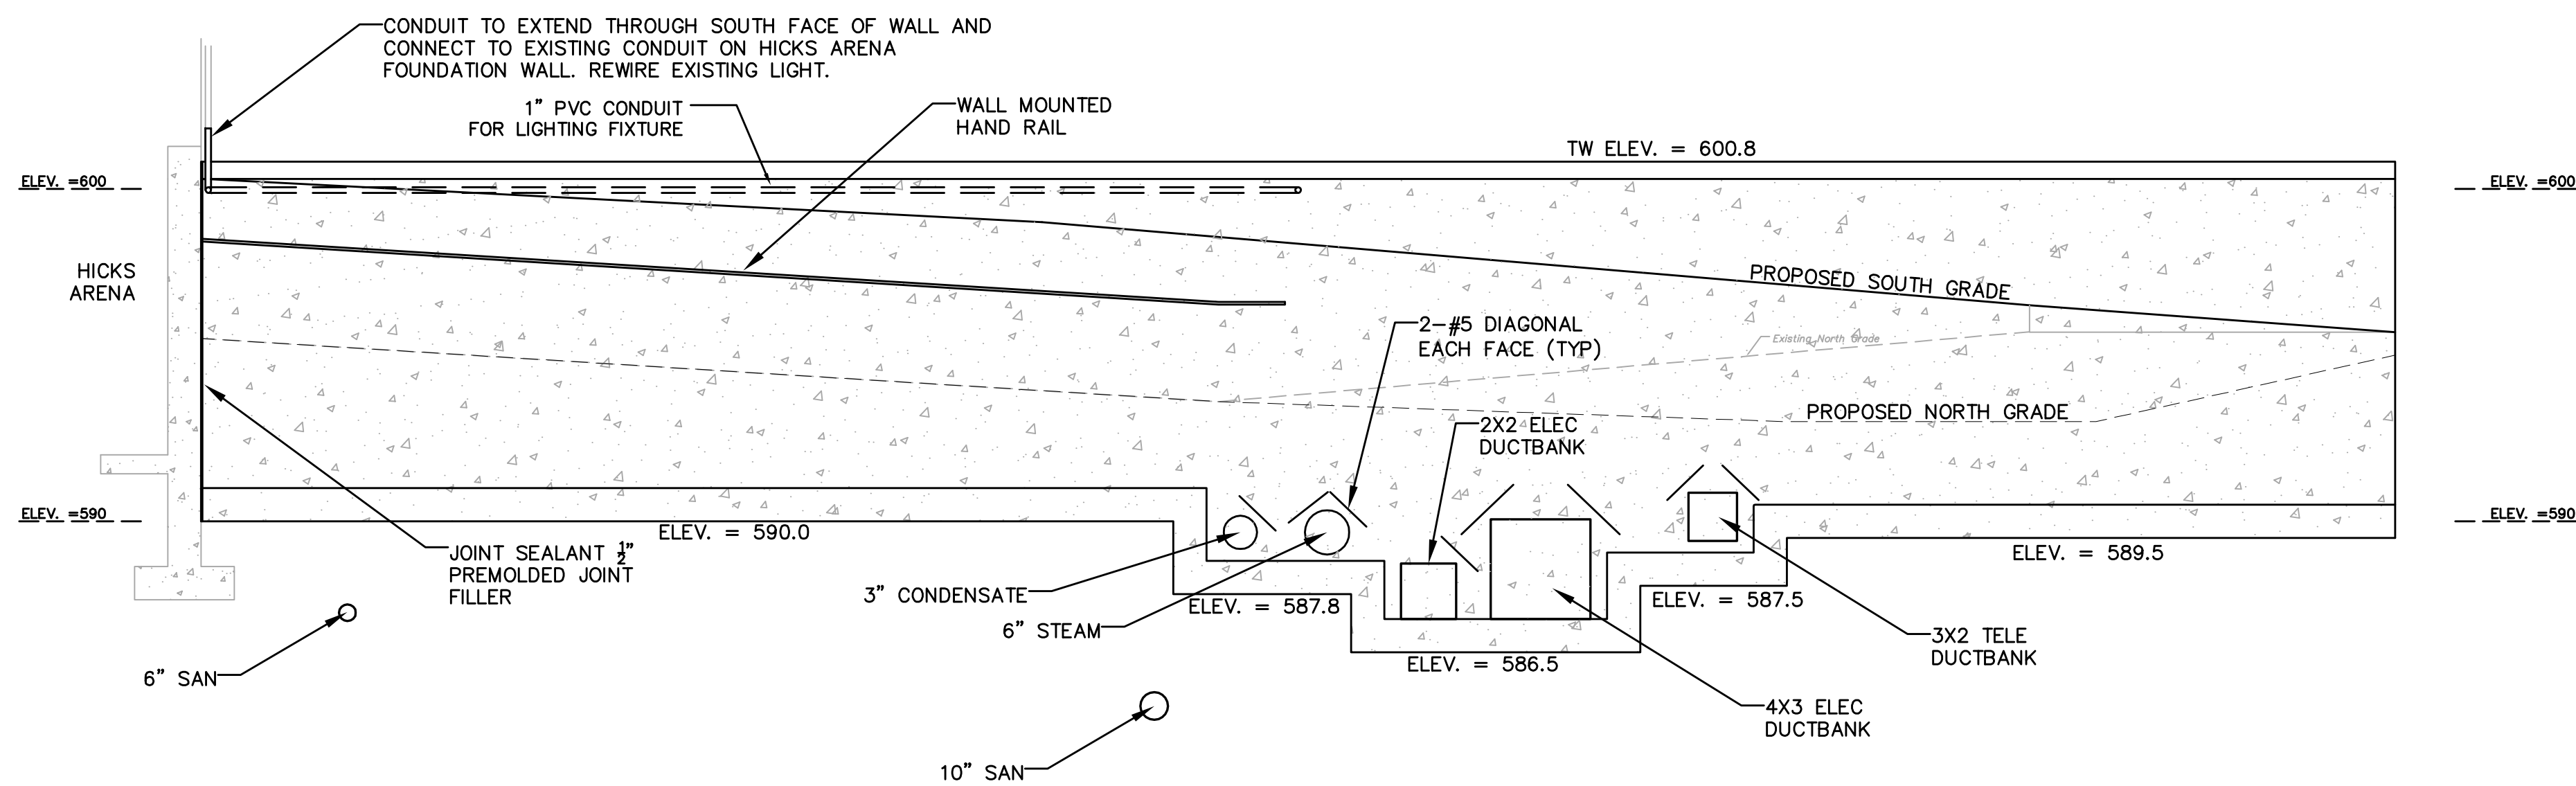 CONDUIT TO EXTEND THROUGH SOUTH FACE OF WALL AND
CONNECT TO EXISTING CONDUIT ON HICKS ARENA
FOUNDATION WALL. REWIRE EXISTING LIGHT.
1" PVC CONDUIT
FOR LIGHTING FIXTURE
WALL MOUNTED
HAND RAIL
TW ELEV. = 600.8
ELEV. =600
ELEV. =600
HICKS
ARENA
PROPOSED SOUTH GRADE
2-#5 DIAGONAL
EACH FACE (TYP)
Existing North Grade
PROPOSED NORTH GRADE
2X2 ELEC
DUCTBANK
ELEV. =590
ELEV. =590
ELEV. = 590.0
JOINT SEALANT 1/2"
PREMOLDED JOINT
FILLER
ELEV. = 589.5
3" CONDENSATE
ELEV. = 587.8
ELEV. = 587.5
6" STEAM
3X2 TELE
DUCTBANK
ELEV. = 586.5
6" SAN
4X3 ELEC
DUCTBANK
10" SAN